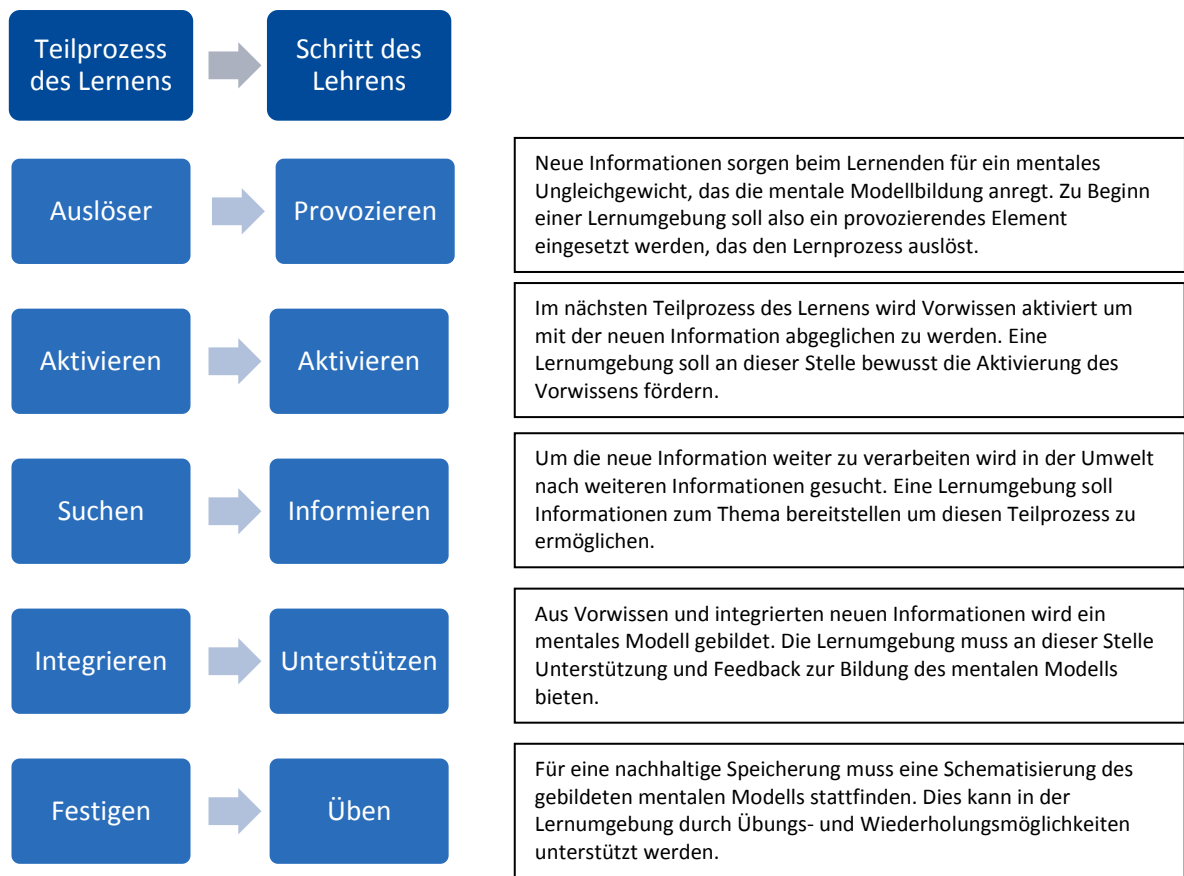 Teilprozess
des Lernens
Schritt des
Lehrens
Auslöser
Provozieren
Neue Informationen sorgen beim Lernenden für ein mentales
Ungleichgewicht, das die mentale Modellbildung anregt. Zu Beginn
einer Lernumgebung soll also ein provozierendes Element
eingesetzt werden, das den Lernprozess auslöst.
Aktivieren
Aktivieren
Im nächsten Teilprozess des Lernens wird Vorwissen aktiviert um
mit der neuen Information abgeglichen zu werden. Eine
Lernumgebung soll an dieser Stelle bewusst die Aktivierung des
Vorwissens fördern.
Suchen
Informieren
Um die neue Information weiter zu verarbeiten wird in der Umwelt
nach weiteren Informationen gesucht. Eine Lernumgebung soll
Informationen zum Thema bereitstellen um diesen Teilprozess zu
ermöglichen.
Integrieren
Unterstützen
Aus Vorwissen und integrierten neuen Informationen wird ein
mentales Modell gebildet. Die Lernumgebung muss an dieser Stelle
Unterstützung und Feedback zur Bildung des mentalen Modells
bieten.
Festigen
Üben
Für eine nachhaltige Speicherung muss eine Schematisierung des
gebildeten mentalen Modells stattfinden. Dies kann in der
Lernumgebung durch Übungs- und Wiederholungsmöglichkeiten
unterstützt werden.